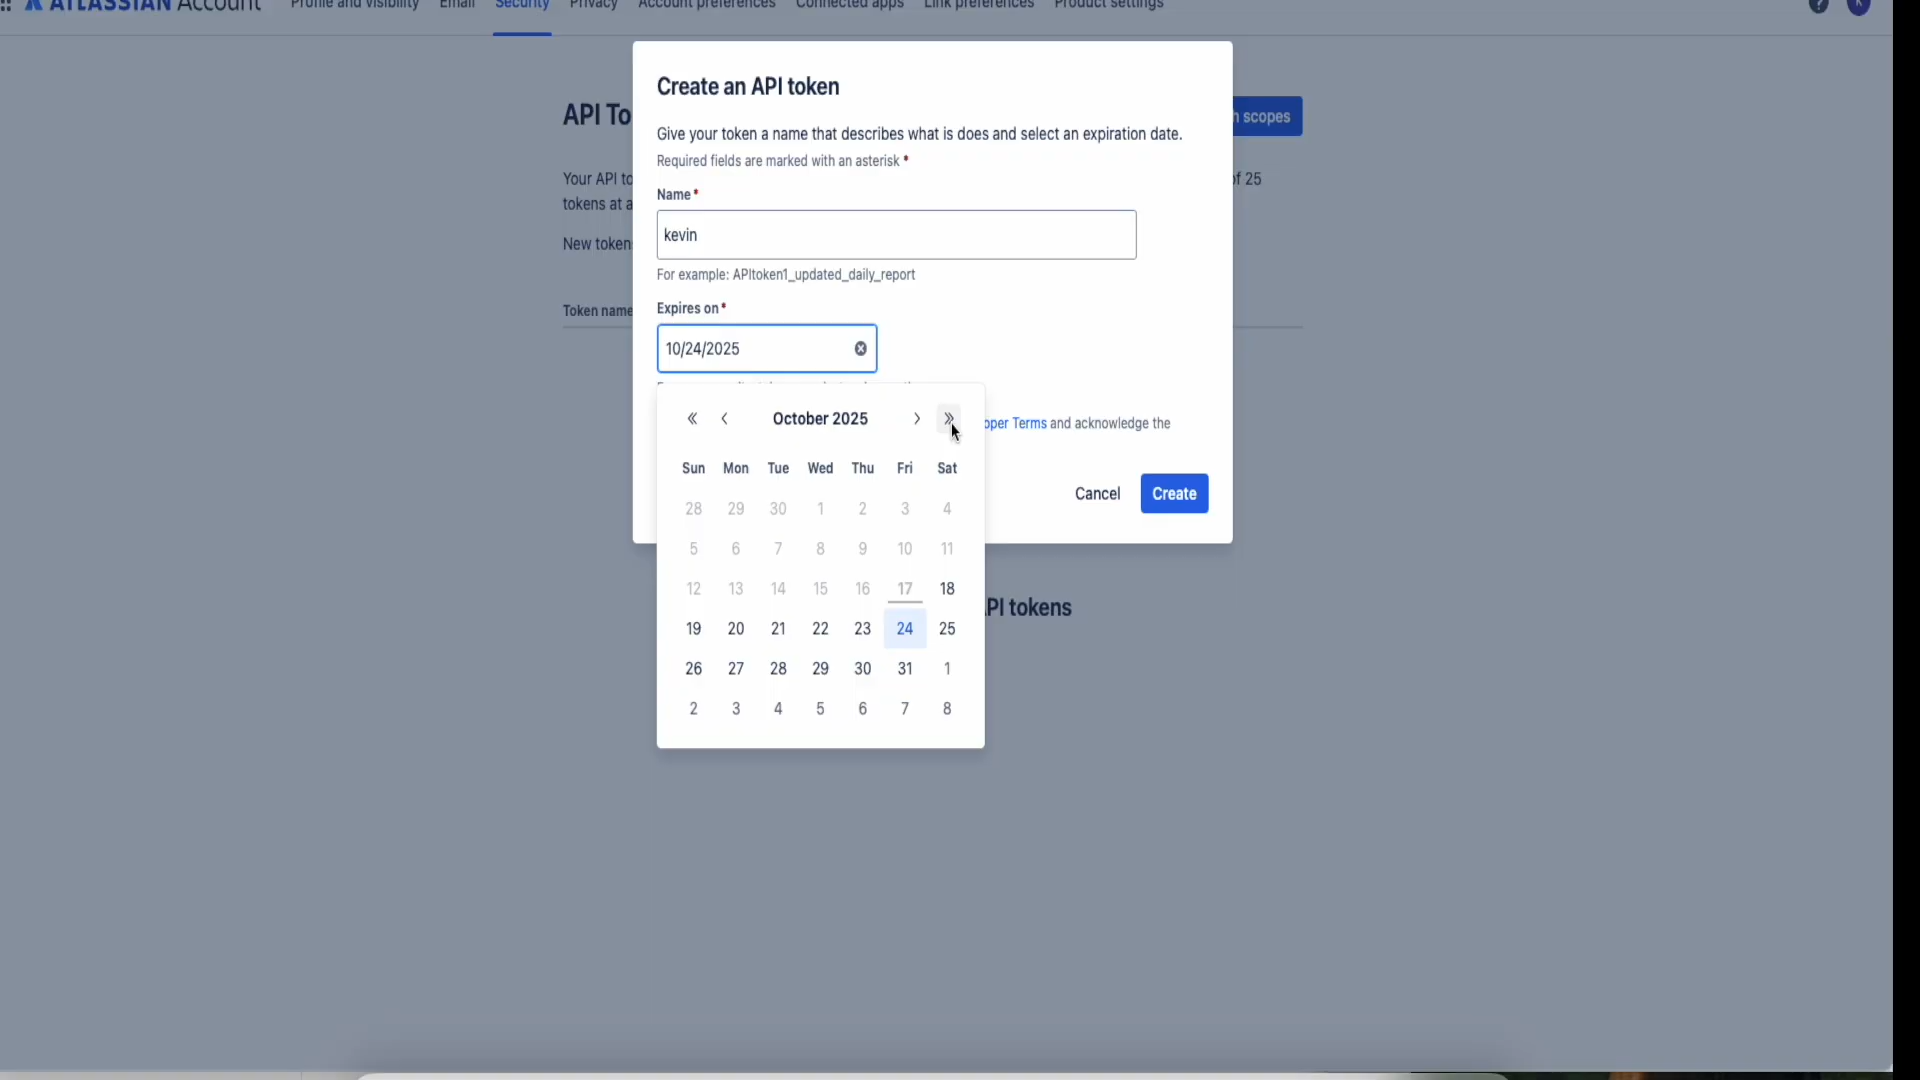 ATLASSIAN Account Profile and visibility Email Security Privacy Account preferences Connected apps Link preferences Product settings ? K
Create an API token
API To
h scopes
Give your token a name that describes what is does and select an expiration date.
Required fields are marked with an asterisk *
Your API to
of 25
Name *
tokens at a
kevin
New token
For example: APItoken1_updated_daily_report
Expires on *
Token name
10/24/2025
« ‹ October 2025 › »
oper Terms and acknowledge the
Sun Mon Tue Wed Thu Fri Sat
Cancel Create
28 29 30 1 2 3 4
5 6 7 8 9 10 11
12 13 14 15 16 17 18
PI tokens
19 20 21 22 23 24 25
26 27 28 29 30 31 1
2 3 4 5 6 7 8